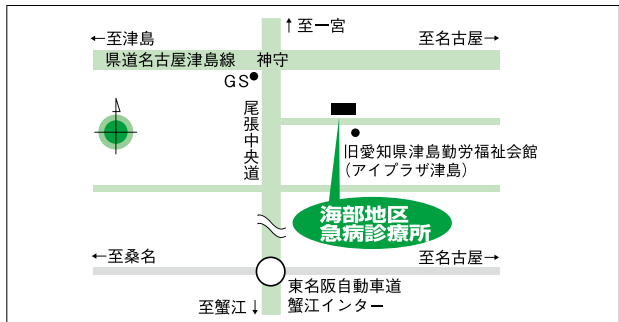 ↑至一宮
←至津島
至名古屋→
県道名古屋津島線 神守
GS
尾張中央道
旧愛知県津島勤労福祉会館
(アイプラザ津島)
海部地区
急病診療所
←至桑名
至名古屋→
東名阪自動車道
蟹江インター
至蟹江↓